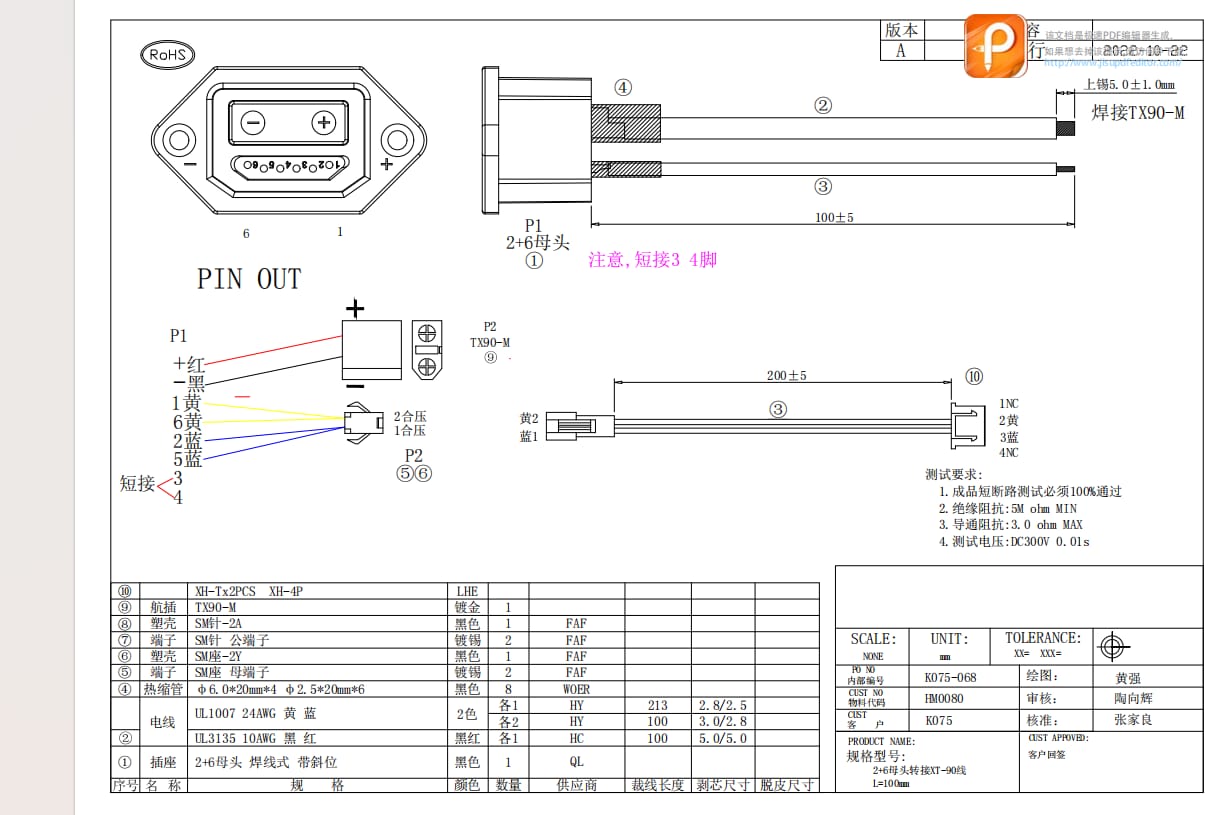 RoHS
版本
容
A
行
2022-10-22
该文档是极速PDF编辑器生成,
如果想去掉该提示,请访问并下载:
http://www.jisupdfeditor.com/
上锡5.0±1.0mm
焊接TX90-M
④
②
③
100±5
− +
6 5 4 3 2 1
− +
6 1
P1
2+6母头
①
注意,短接3 4脚
PIN OUT
P1
+红
−黑
1黄
6黄
2蓝
5蓝
短接
3
4
+
−
P2
TX90-M
⑨
2合压
1合压
P2
⑤⑥
200±5
⑩
③
黄2
蓝1
1NC
2黄
3蓝
4NC
测试要求:
1.成品短断路测试必须100%通过
2.绝缘阻抗:5M ohm MIN
3.导通阻抗:3.0 ohm MAX
4.测试电压:DC300V 0.01s
⑩ XH-Tx2PCS XH-4P LHE
⑨ 航插 TX90-M 镀金 1
⑧ 塑壳 SM针-2A 黑色 1 FAF
⑦ 端子 SM针 公端子 镀锡 2 FAF
⑥ 塑壳 SM座-2Y 黑色 1 FAF
⑤ 端子 SM座 母端子 镀锡 2 FAF
④ 热缩管 φ6.0*20mm*4 φ2.5*20mm*6 黑色 8 WOER
电线 UL1007 24AWG 黄 蓝 2色 各1 HY 213 2.8/2.5
各2 HY 100 3.0/2.8
② UL3135 10AWG 黑 红 黑红 各1 HC 100 5.0/5.0
① 插座 2+6母头 焊线式 带斜位 黑色 1 QL
序号 名 称 规 格 颜色 数量 供应商 裁线长度 剥芯尺寸 脱皮尺寸
SCALE: UNIT: TOLERANCE:
NONE mm XX= XXX=
PO NO
内部编号 K075-068 绘图: 黄强
CUST NO
物料代码 HM0080 审核: 陶向辉
CUST
客 户 K075 核准: 张家良
PRODUCT NAME: CUST APPOVED:
规格型号: 客户回签
2+6母头转接XT-90线
L=100mm